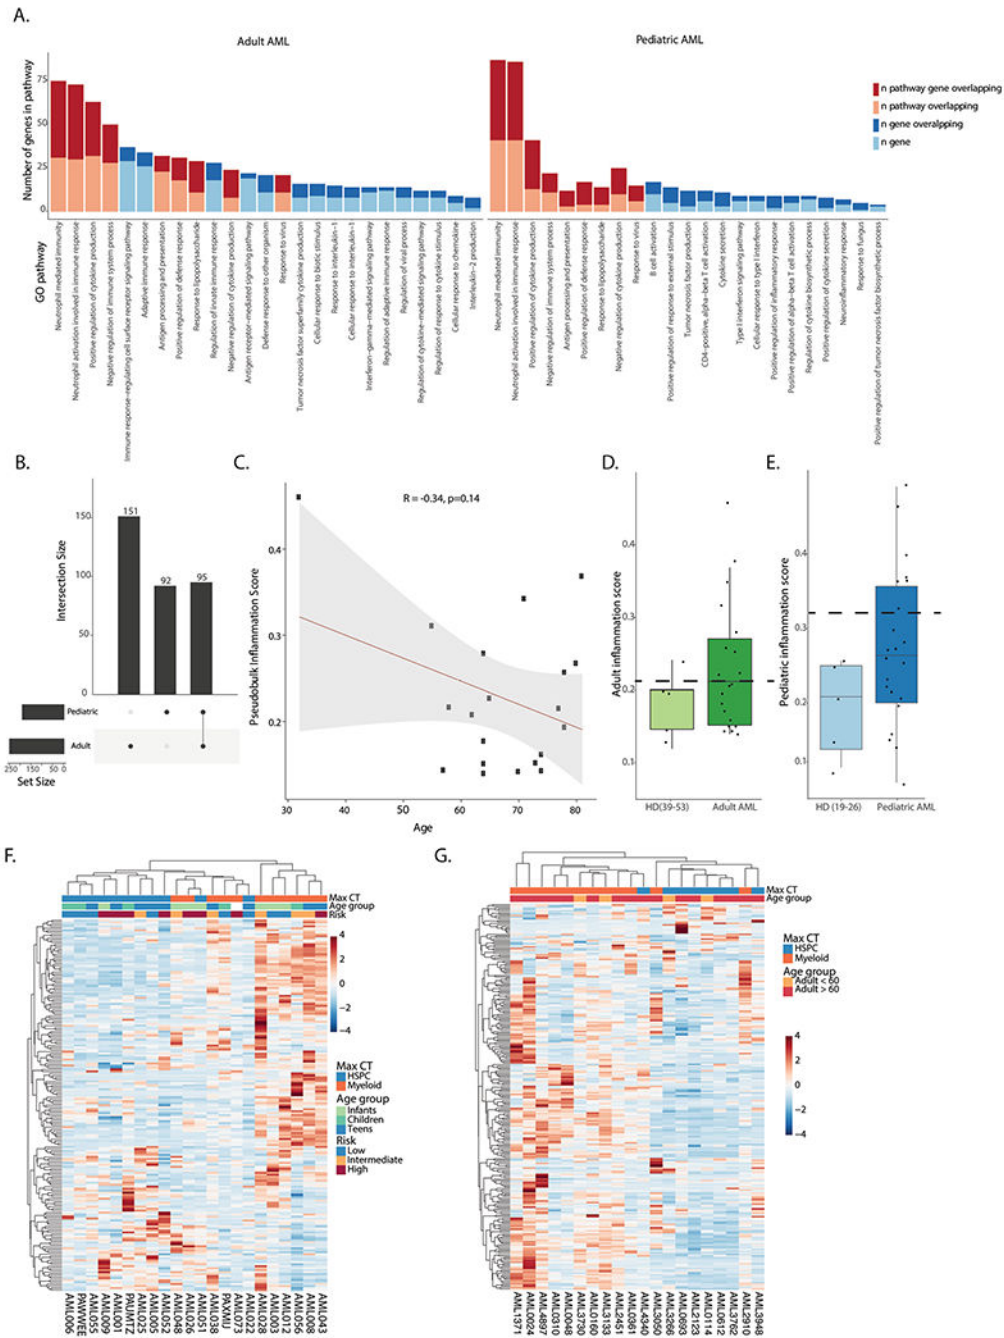 A.
Adult AML
Pediatric AML
Number of genes in pathway
75
50
25
0
n pathway gene overlapping
n pathway overlapping
n gene overalpping
n gene
GO pathway
Neutrophil mediated immunity
Neutrophil activation involved in immune response
Positive regulation of cytokine production
Negative regulation of immune system process
Immune response-regulating cell surface receptor signaling pathway
Adaptive immune response
Antigen processing and presentation
Positive regulation of defense response
Response to lipopolysaccharide
Regulation of innate immune response
Negative regulation of cytokine production
Antigen receptor-mediated signaling pathway
Defense response to other organism
Response to virus
Tumor necrosis factor superfamily cytokine production
Cellular response to biotic stimulus
Response to interleukin-1
Cellular response to interleukin-1
Interferon-gamma-mediated signaling pathway
Regulation of adaptive immune response
Regulation of viral process
Regulation of cytokine-mediated signaling pathway
Regulation of response to cytokine stimulus
Cellular response to chemokine
Interleukin-2 production
Neutrophil mediated immunity
Neutrophil activation involved in immune response
Positive regulation of cytokine production
Negative regulation of immune system process
Antigen processing and presentation
Positive regulation of defense response
Response to lipopolysaccharide
Negative regulation of cytokine production
Response to virus
B cell activation
Positive regulation of response to external stimulus
Tumor necrosis factor production
CD4-positive, alpha-beta T cell activation
Cytokine secretion
Type I interferon signaling pathway
Cellular response to type I interferon
Positive regulation of inflammatory response
Positive regulation of alpha-beta T cell activation
Regulation of cytokine biosynthetic process
Positive regulation of cytokine secretion
Neuroinflammatory response
Response to fungus
Positive regulation of tumor necrosis factor biosynthetic process
B.
Intersection Size
150
100
50
0
151
92
95
Pediatric
Adult
250 150 50 0
Set Size
C.
R = -0.34, p=0.14
Pseudobulk Inflammation Score
0.4
0.3
0.2
30 40 50 60 70 80
Age
D.
Adult inflammation score
0.4
0.3
0.2
0.1
HD(39-53) Adult AML
E.
Pediatric inflammation score
0.4
0.3
0.2
0.1
HD (19-26) Pediatric AML
F.
Max CT
Age group
Risk
4
2
0
−2
−4
Max CT
HSPC
Myeloid
Age group
Infants
Children
Teens
Risk
Low
Intermediate
High
AML006
PAWWEE
AML055
AML009
AML001
PAUMTZ
AML025
AML005
AML052
AML048
AML026
AML051
AML038
PAXMIJ
AML073
AML022
AML028
AML003
AML012
AML056
AML008
AML043
G.
Max CT
Age group
Max CT
HSPC
Myeloid
Age group
Adult < 60
Adult > 60
4
2
0
−2
−4
AML1371
AML0024
AML4897
AML0310
AML0048
AML3730
AML0160
AML3133
AML2451
AML0361
AML4340
AML3050
AML3266
AML0693
AML2123
AML0114
AML0612
AML3762
AML2910
AML3948